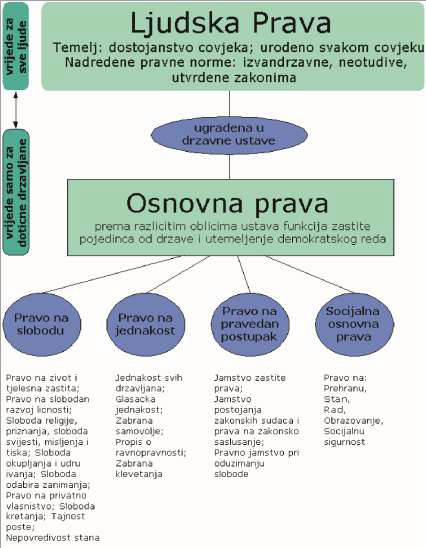 vrijede za
sve ljude
Ljudska Prava
Temelj: dostojanstvo covjeka; urodeno svakom covjeku
Nadredene pravne norme: izvandrzavne, neotudive,
utvrdene zakonima
ugradena u
drzavne ustave
vrijede samo za
doticne drzavljane
Osnovna prava
prema razlicitim oblicima ustava funkcija zastite
pojedinca od drzave i utemeljenje demokratskog reda
Pravo na
slobodu
Pravo na
jednakost
Pravo na
pravedan
postupak
Socijalna
osnovna
prava
Pravo na zivot i
tjelesna zastita;
Pravo na slobodan
razvoj licnosti;
Sloboda religije,
priznanja, sloboda
svijesti, misljenja i
tiska; Sloboda
okupljanja i udru
ivanja; Sloboda
odabira zanimanja;
Pravo na privatno
vlasnistvo; Sloboda
kretanja; Tajnost
poste;
Nepovredivost stana
Jednakost svih
drzavljana;
Glasacka
jednakost;
Zabrana
samovolje;
Propis o
ravnopravnosti;
Zabrana
klevetanja
Jamstvo zastite
prava;
Jamstvo
postojanja
zakonskih sudaca i
prava na zakonsko
saslusanje;
Pravno jamstvo pri
oduzimanju
slobode
Pravo na:
Prehranu,
Stan,
Rad,
Obrazovanje,
Socijalnu
sigurnost